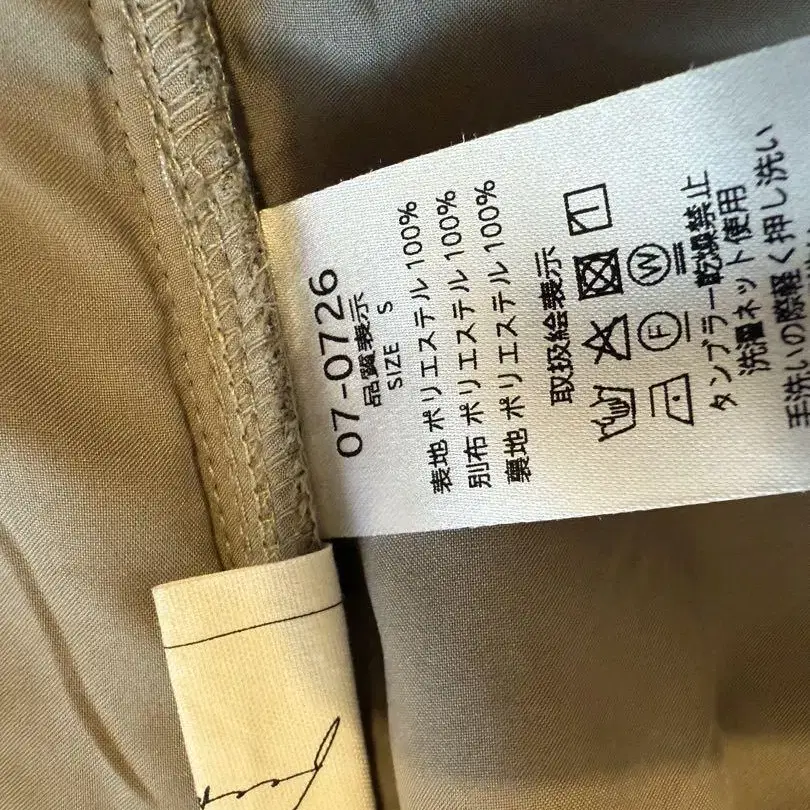 07-0726
品質表示
SIZE S
表地 ポリエステル 100%
別布 ポリエステル 100%
裏地 ポリエステル 100%
取扱絵表示
W
F
タンブラー乾燥禁止
洗濯ネット使用
手洗いの際軽く押し洗い